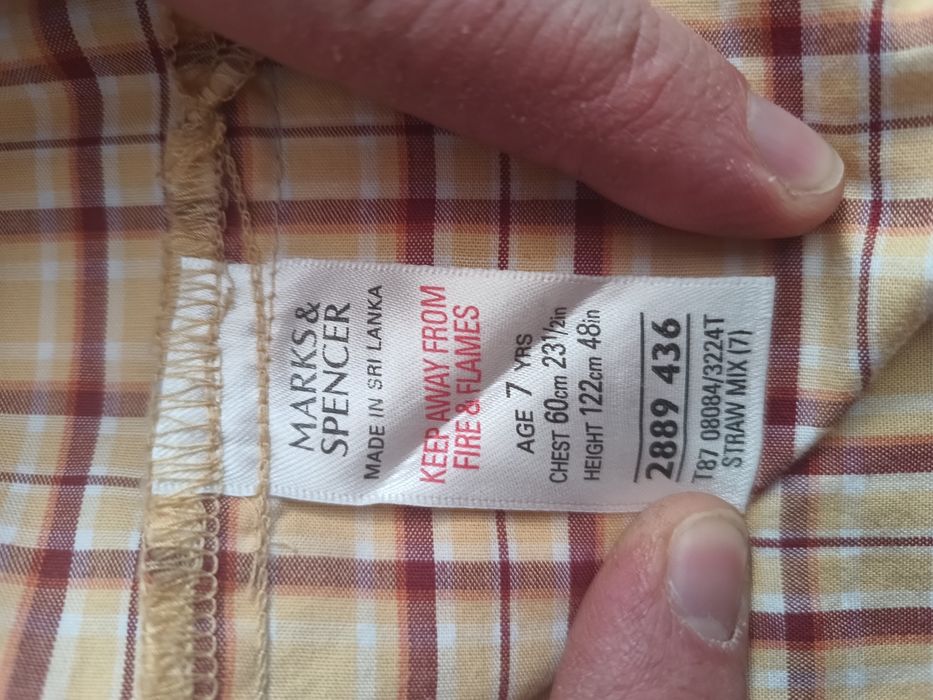 MARKS &
SPENCER
MADE IN SRI LANKA
KEEP AWAY FROM
FIRE & FLAMES
AGE 7 YRS
CHEST 60cm 23½in
HEIGHT 122cm 48in
2889 436
T87 08084/3224T
STRAW MIX (7)